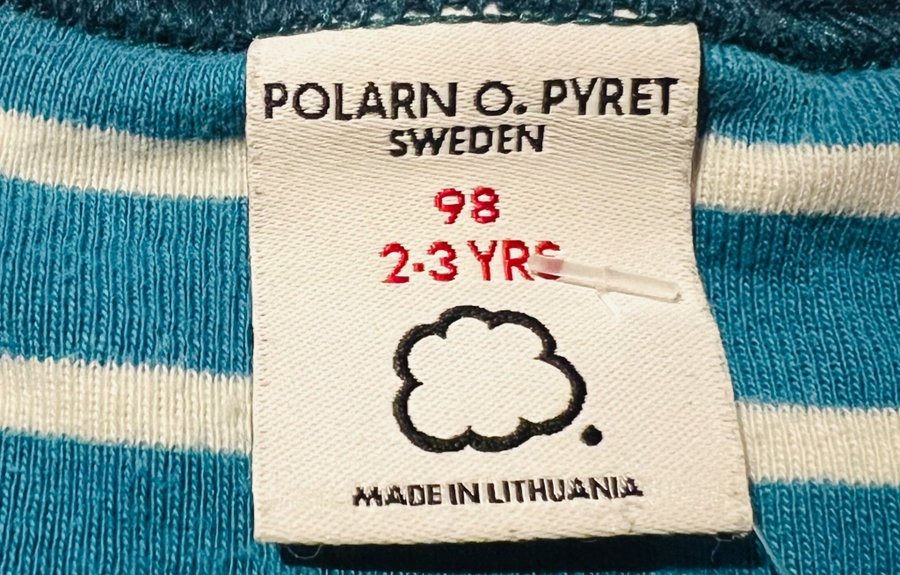 POLARN O. PYRET
SWEDEN
98
2-3 YRS
MADE IN LITHUANIA